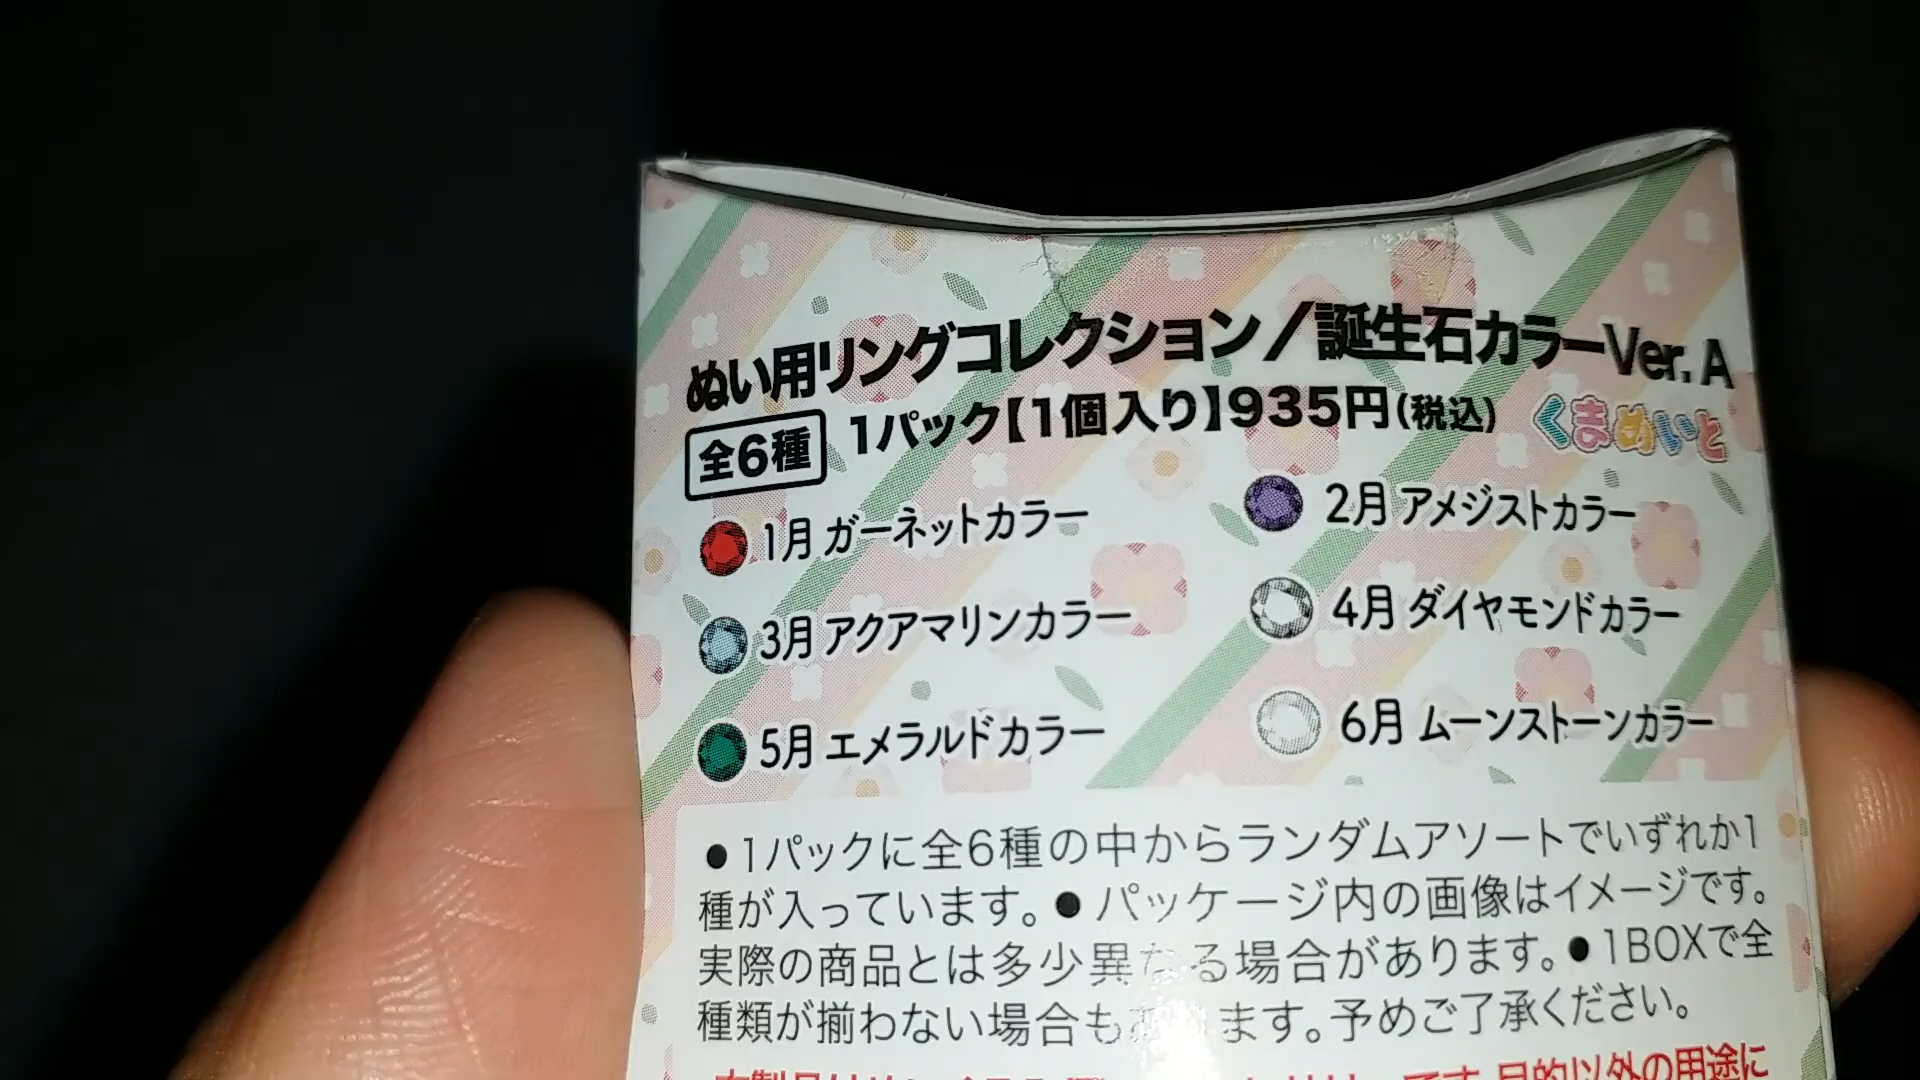 ぬい用リングコレクション／誕生石カラーVer.A
全6種 1パック【1個入り】935円(税込) くまめいと
1月 ガーネットカラー 2月 アメジストカラー
3月 アクアマリンカラー 4月 ダイヤモンドカラー
5月 エメラルドカラー 6月 ムーンストーンカラー
●1パックに全6種の中からランダムアソートでいずれか1
種が入っています。●パッケージ内の画像はイメージです。
実際の商品とは多少異なる場合があります。●1BOXで全
種類が揃わない場合もあります。予めご了承ください。
目的以外の用途に